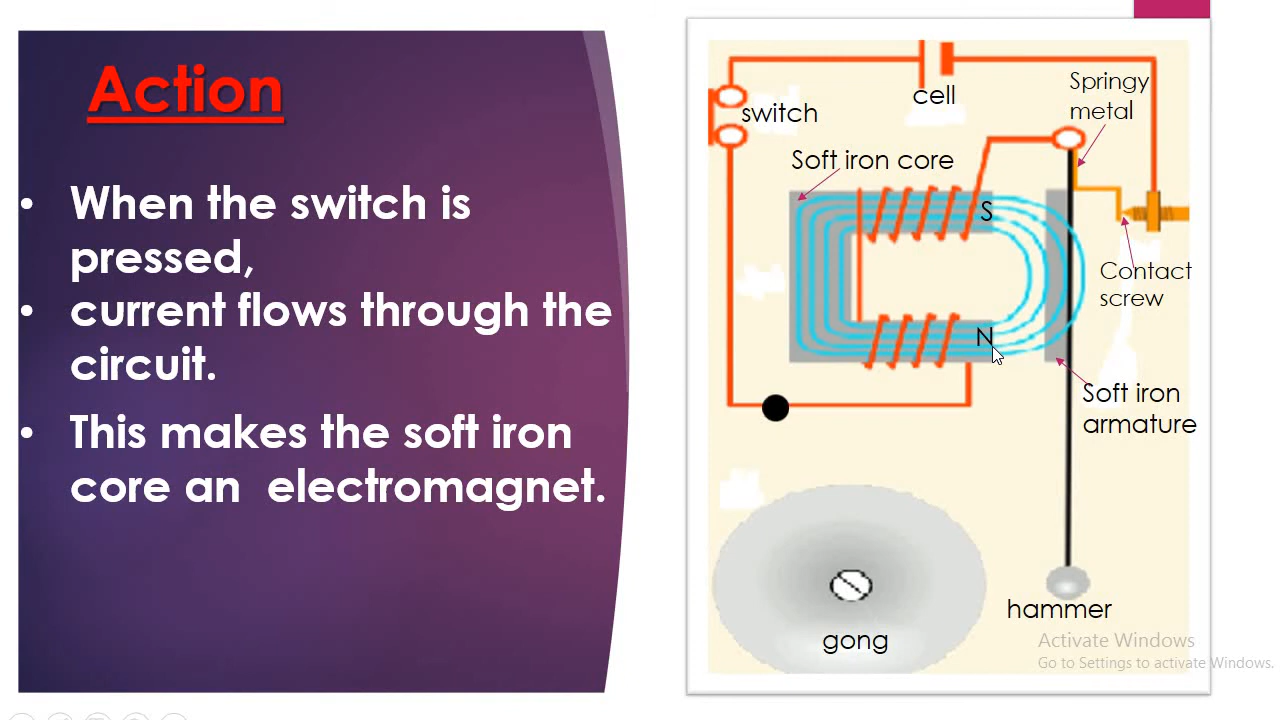 Action
• When the switch is
pressed,
• current flows through the
circuit.
• This makes the soft iron
core an  electromagnet.
cell
Springy
metal
switch
Soft iron core
S
Contact
screw
N
Soft iron
armature
hammer
gong
Activate Windows
Go to Settings to activate Windows.